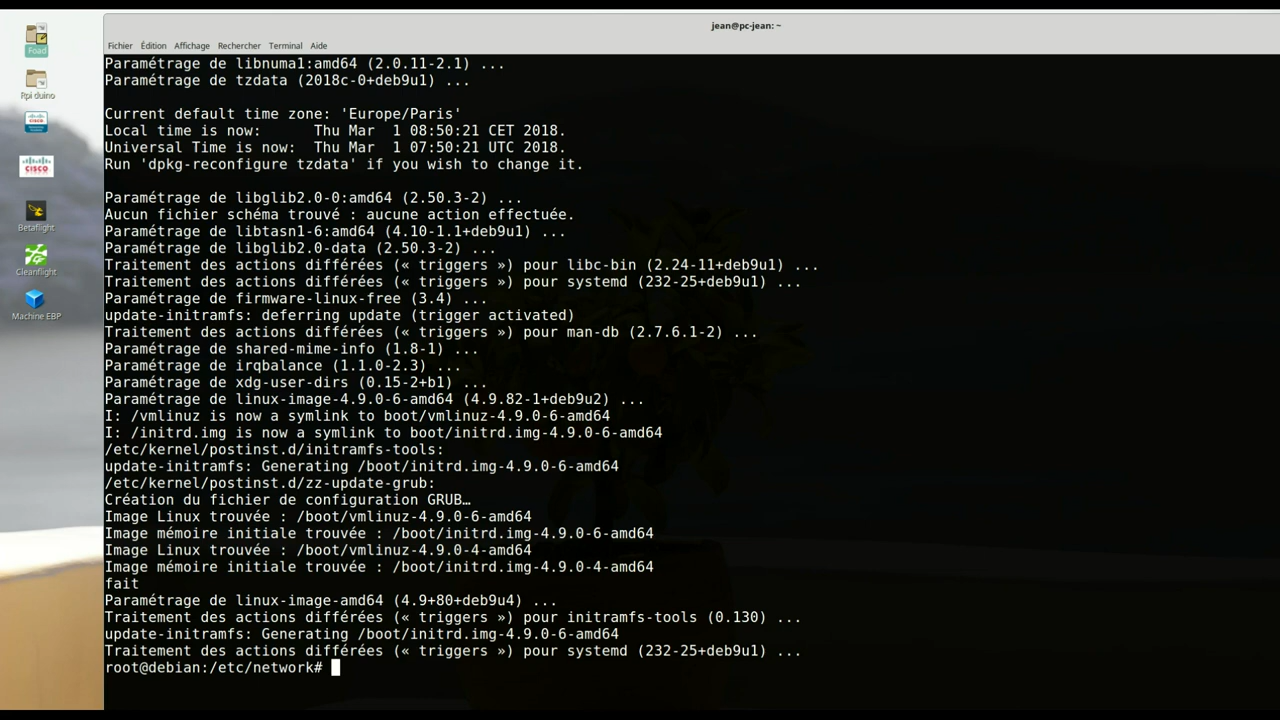 jean@pc-jean: ~
Fichier Édition Affichage Rechercher Terminal Aide
Foad
Rpi duino
CISCO
Betaflight
Cleanflight
Machine EBP
Paramétrage de libnuma1:amd64 (2.0.11-2.1) ...
Paramétrage de tzdata (2018c-0+deb9u1) ...
Current default time zone: 'Europe/Paris'
Local time is now:      Thu Mar  1 08:50:21 CET 2018.
Universal Time is now:  Thu Mar  1 07:50:21 UTC 2018.
Run 'dpkg-reconfigure tzdata' if you wish to change it.
Paramétrage de libglib2.0-0:amd64 (2.50.3-2) ...
Aucun fichier schéma trouvé : aucune action effectuée.
Paramétrage de libtasn1-6:amd64 (4.10-1.1+deb9u1) ...
Paramétrage de libglib2.0-data (2.50.3-2) ...
Traitement des actions différées (« triggers ») pour libc-bin (2.24-11+deb9u1) ...
Traitement des actions différées (« triggers ») pour systemd (232-25+deb9u1) ...
Paramétrage de firmware-linux-free (3.4) ...
update-initramfs: deferring update (trigger activated)
Traitement des actions différées (« triggers ») pour man-db (2.7.6.1-2) ...
Paramétrage de shared-mime-info (1.8-1) ...
Paramétrage de irqbalance (1.1.0-2.3) ...
Paramétrage de xdg-user-dirs (0.15-2+b1) ...
Paramétrage de linux-image-4.9.0-6-amd64 (4.9.82-1+deb9u2) ...
I: /vmlinuz is now a symlink to boot/vmlinuz-4.9.0-6-amd64
I: /initrd.img is now a symlink to boot/initrd.img-4.9.0-6-amd64
/etc/kernel/postinst.d/initramfs-tools:
update-initramfs: Generating /boot/initrd.img-4.9.0-6-amd64
/etc/kernel/postinst.d/zz-update-grub:
Création du fichier de configuration GRUB…
Image Linux trouvée : /boot/vmlinuz-4.9.0-6-amd64
Image mémoire initiale trouvée : /boot/initrd.img-4.9.0-6-amd64
Image Linux trouvée : /boot/vmlinuz-4.9.0-4-amd64
Image mémoire initiale trouvée : /boot/initrd.img-4.9.0-4-amd64
fait
Paramétrage de linux-image-amd64 (4.9+80+deb9u4) ...
Traitement des actions différées (« triggers ») pour initramfs-tools (0.130) ...
update-initramfs: Generating /boot/initrd.img-4.9.0-6-amd64
Traitement des actions différées (« triggers ») pour systemd (232-25+deb9u1) ...
root@debian:/etc/network#